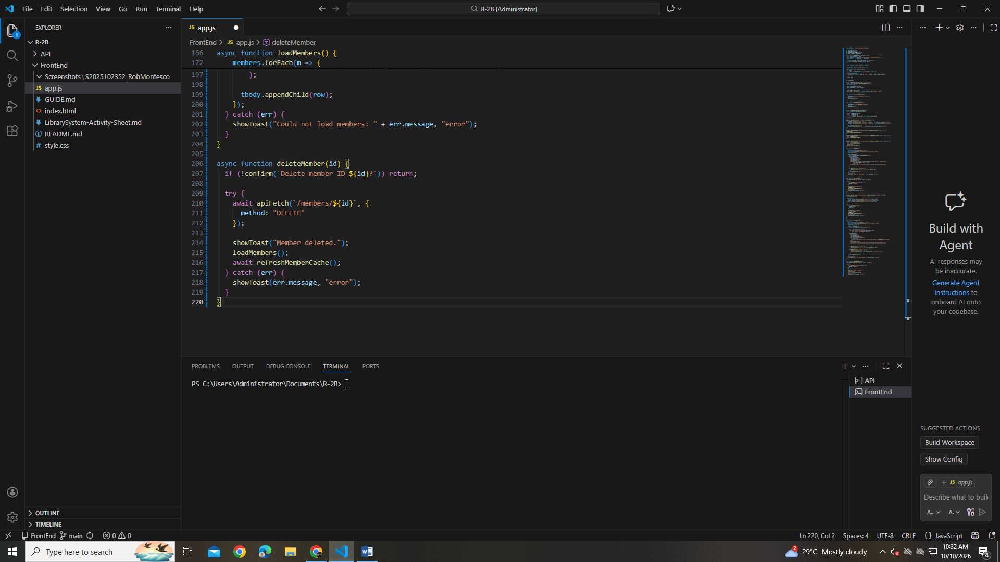 File Edit Selection View Go Run Terminal Help
R-2B [Administrator]
EXPLORER
R-2B
API
FrontEnd
Screenshots\S2025102352_RobMontesco
JS app.js
GUIDE.md
index.html
LibrarySystem-Activity-Sheet.md
README.md
style.css
OUTLINE
TIMELINE
JS app.js
FrontEnd > JS app.js > deleteMember
166 async function loadMembers() {
172 members.forEach(m => {
197 );
198
199 tbody.appendChild(row);
200 });
201 } catch (err) {
202 showToast("Could not load members: " + err.message, "error");
203 }
204 }
205
206 async function deleteMember(id) {
207 if (!confirm(`Delete member ID ${id}?`)) return;
208
209 try {
210 await apiFetch(`/members/${id}`, {
211 method: "DELETE"
212 });
213
214 showToast("Member deleted.");
215 loadMembers();
216 await refreshMemberCache();
217 } catch (err) {
218 showToast(err.message, "error");
219 }
220 }
PROBLEMS OUTPUT DEBUG CONSOLE TERMINAL PORTS
PS C:\Users\Administrator\Documents\R-2B>
API
FrontEnd
Build with
Agent
AI responses may
be inaccurate.
Generate Agent
Instructions to
onboard AI onto
your codebase.
SUGGESTED ACTIONS
Build Workspace
Show Config
+ JS app.js
Describe what to buil
A... A.
FrontEnd main 0 0
Ln 220, Col 2 Spaces: 4 UTF-8 CRLF {} JavaScript
Type here to search
2 29°C Mostly cloudy
10:32 AM
10/10/2026
4